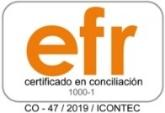 efr
certificado en conciliación
1000-1
CO - 47 / 2019 / ICONTEC